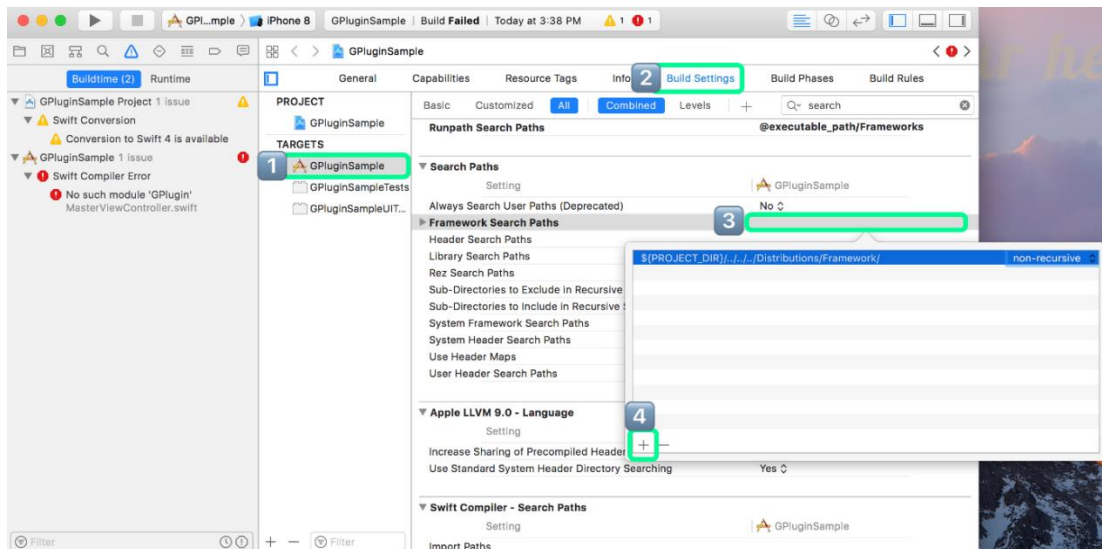 GPl...mple
iPhone 8
GPluginSample | Build Failed | Today at 3:38 PM
1
1
GPluginSample
Buildtime (2)
Runtime
GPluginSample Project 1 issue
Swift Conversion
Conversion to Swift 4 is available
GPluginSample 1 issue
Swift Compiler Error
No such module 'GPlugin'
MasterViewController.swift
Filter
General
Capabilities
Resource Tags
Info
2
Build Settings
Build Phases
Build Rules
PROJECT
GPluginSample
TARGETS
1
GPluginSample
GPluginSampleTests
GPluginSampleUIT...
+ −
Filter
Basic
Customized
All
Combined
Levels
+
search
Runpath Search Paths
@executable_path/Frameworks
Search Paths
Setting
GPluginSample
Always Search User Paths (Deprecated)
No
Framework Search Paths
3
Header Search Paths
Library Search Paths
Rez Search Paths
Sub-Directories to Exclude in Recursive
Sub-Directories to Include in Recursive
System Framework Search Paths
System Header Search Paths
Use Header Maps
User Header Search Paths
${PROJECT_DIR}/../../../Distributions/Framework/
non-recursive
4
+ −
Apple LLVM 9.0 - Language
Setting
Increase Sharing of Precompiled Header
Use Standard System Header Directory Searching
Yes
Swift Compiler - Search Paths
Setting
GPluginSample
Import Paths